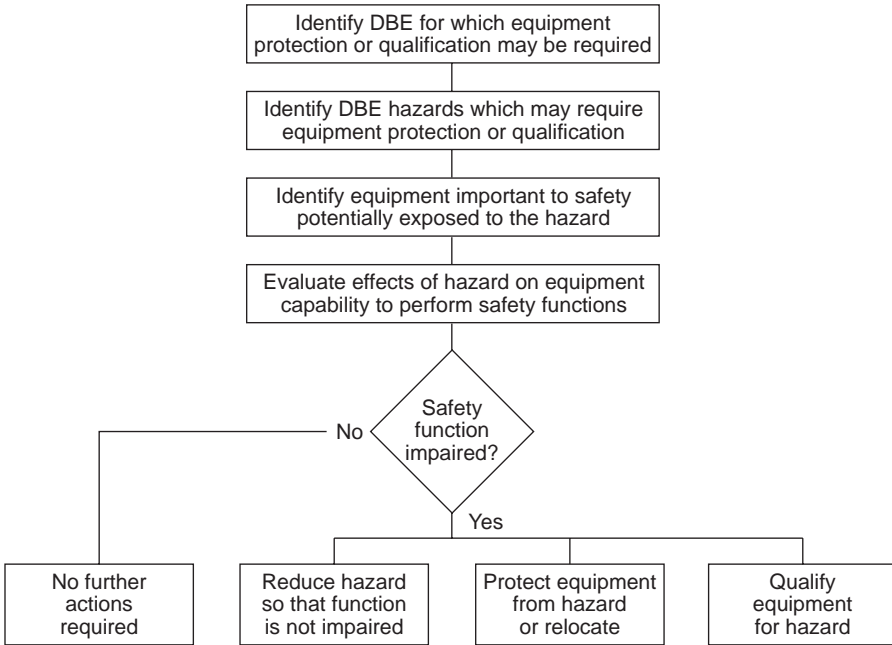 Identify DBE for which equipment
protection or qualification may be required
Identify DBE hazards which may require
equipment protection or qualification
Identify equipment important to safety
potentially exposed to the hazard
Evaluate effects of hazard on equipment
capability to perform safety functions
Safety
function
impaired?
No
Yes
No further
actions
required
Reduce hazard
so that function
is not impaired
Protect equipment
from hazard
or relocate
Qualify
equipment
for hazard